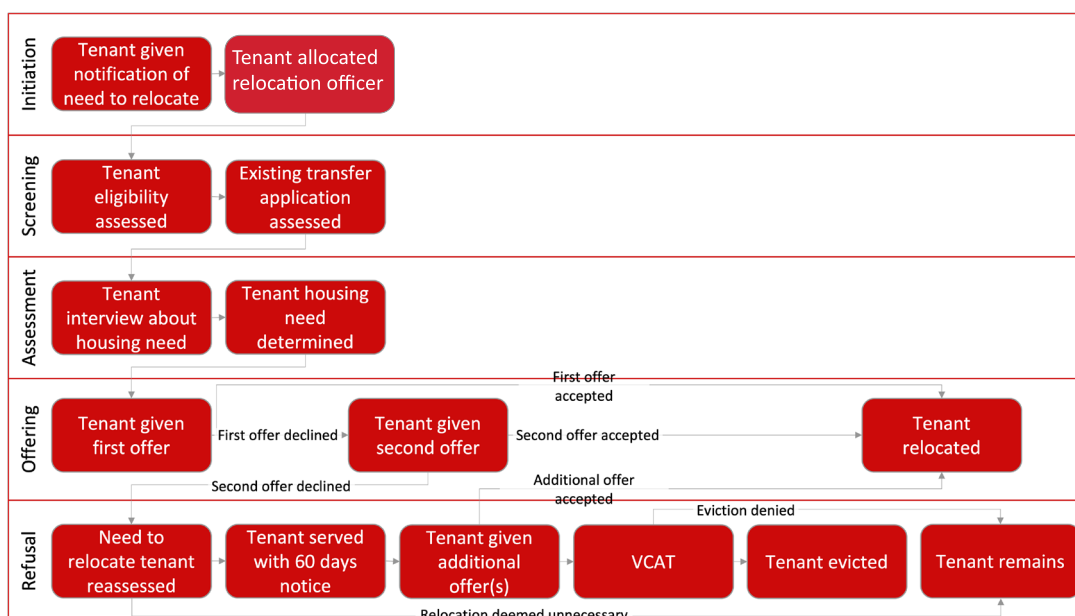 Initiation
Tenant given
notification of
need to relocate
Tenant allocated
relocation officer
Screening
Tenant
eligibility
assessed
Existing transfer
application
assessed
Assessment
Tenant
interview about
housing need
Tenant housing
need
determined
Offering
First offer
accepted
Tenant given
first offer
First offer declined
Tenant given
second offer
Second offer accepted
Tenant
relocated
Second offer declined
Additional offer
accepted
Refusal
Eviction denied
Need to
relocate tenant
reassessed
Tenant served
with 60 days
notice
Tenant given
additional
offer(s)
VCAT
Tenant evicted
Tenant remains
Relocation deemed unnecessary